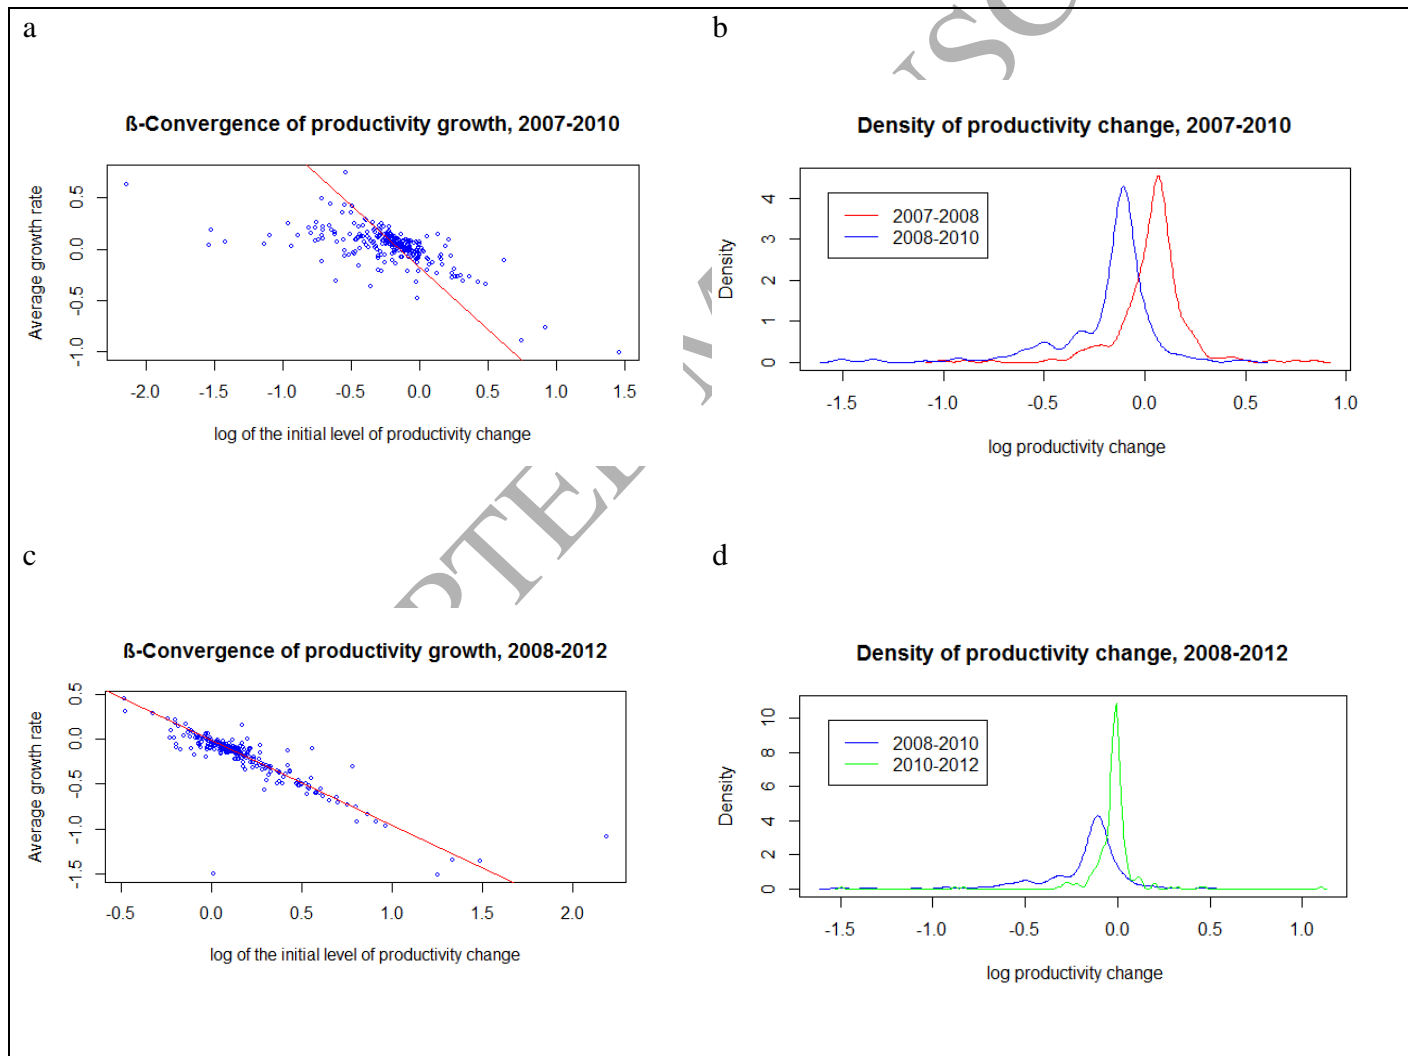 a
b
ß-Convergence of productivity growth, 2007-2010
Average growth rate
0.5
0.0
-0.5
-1.0
-2.0 -1.5 -1.0 -0.5 0.0 0.5 1.0 1.5
log of the initial level of productivity change
Density of productivity change, 2007-2010
2007-2008
2008-2010
Density
4
3
2
1
0
-1.5 -1.0 -0.5 0.0 0.5 1.0
log productivity change
c
d
ß-Convergence of productivity growth, 2008-2012
Average growth rate
0.5
0.0
-0.5
-1.0
-1.5
-0.5 0.0 0.5 1.0 1.5 2.0
log of the initial level of productivity change
Density of productivity change, 2008-2012
2008-2010
2010-2012
Density
10
8
6
4
2
0
-1.5 -1.0 -0.5 0.0 0.5 1.0
log productivity change